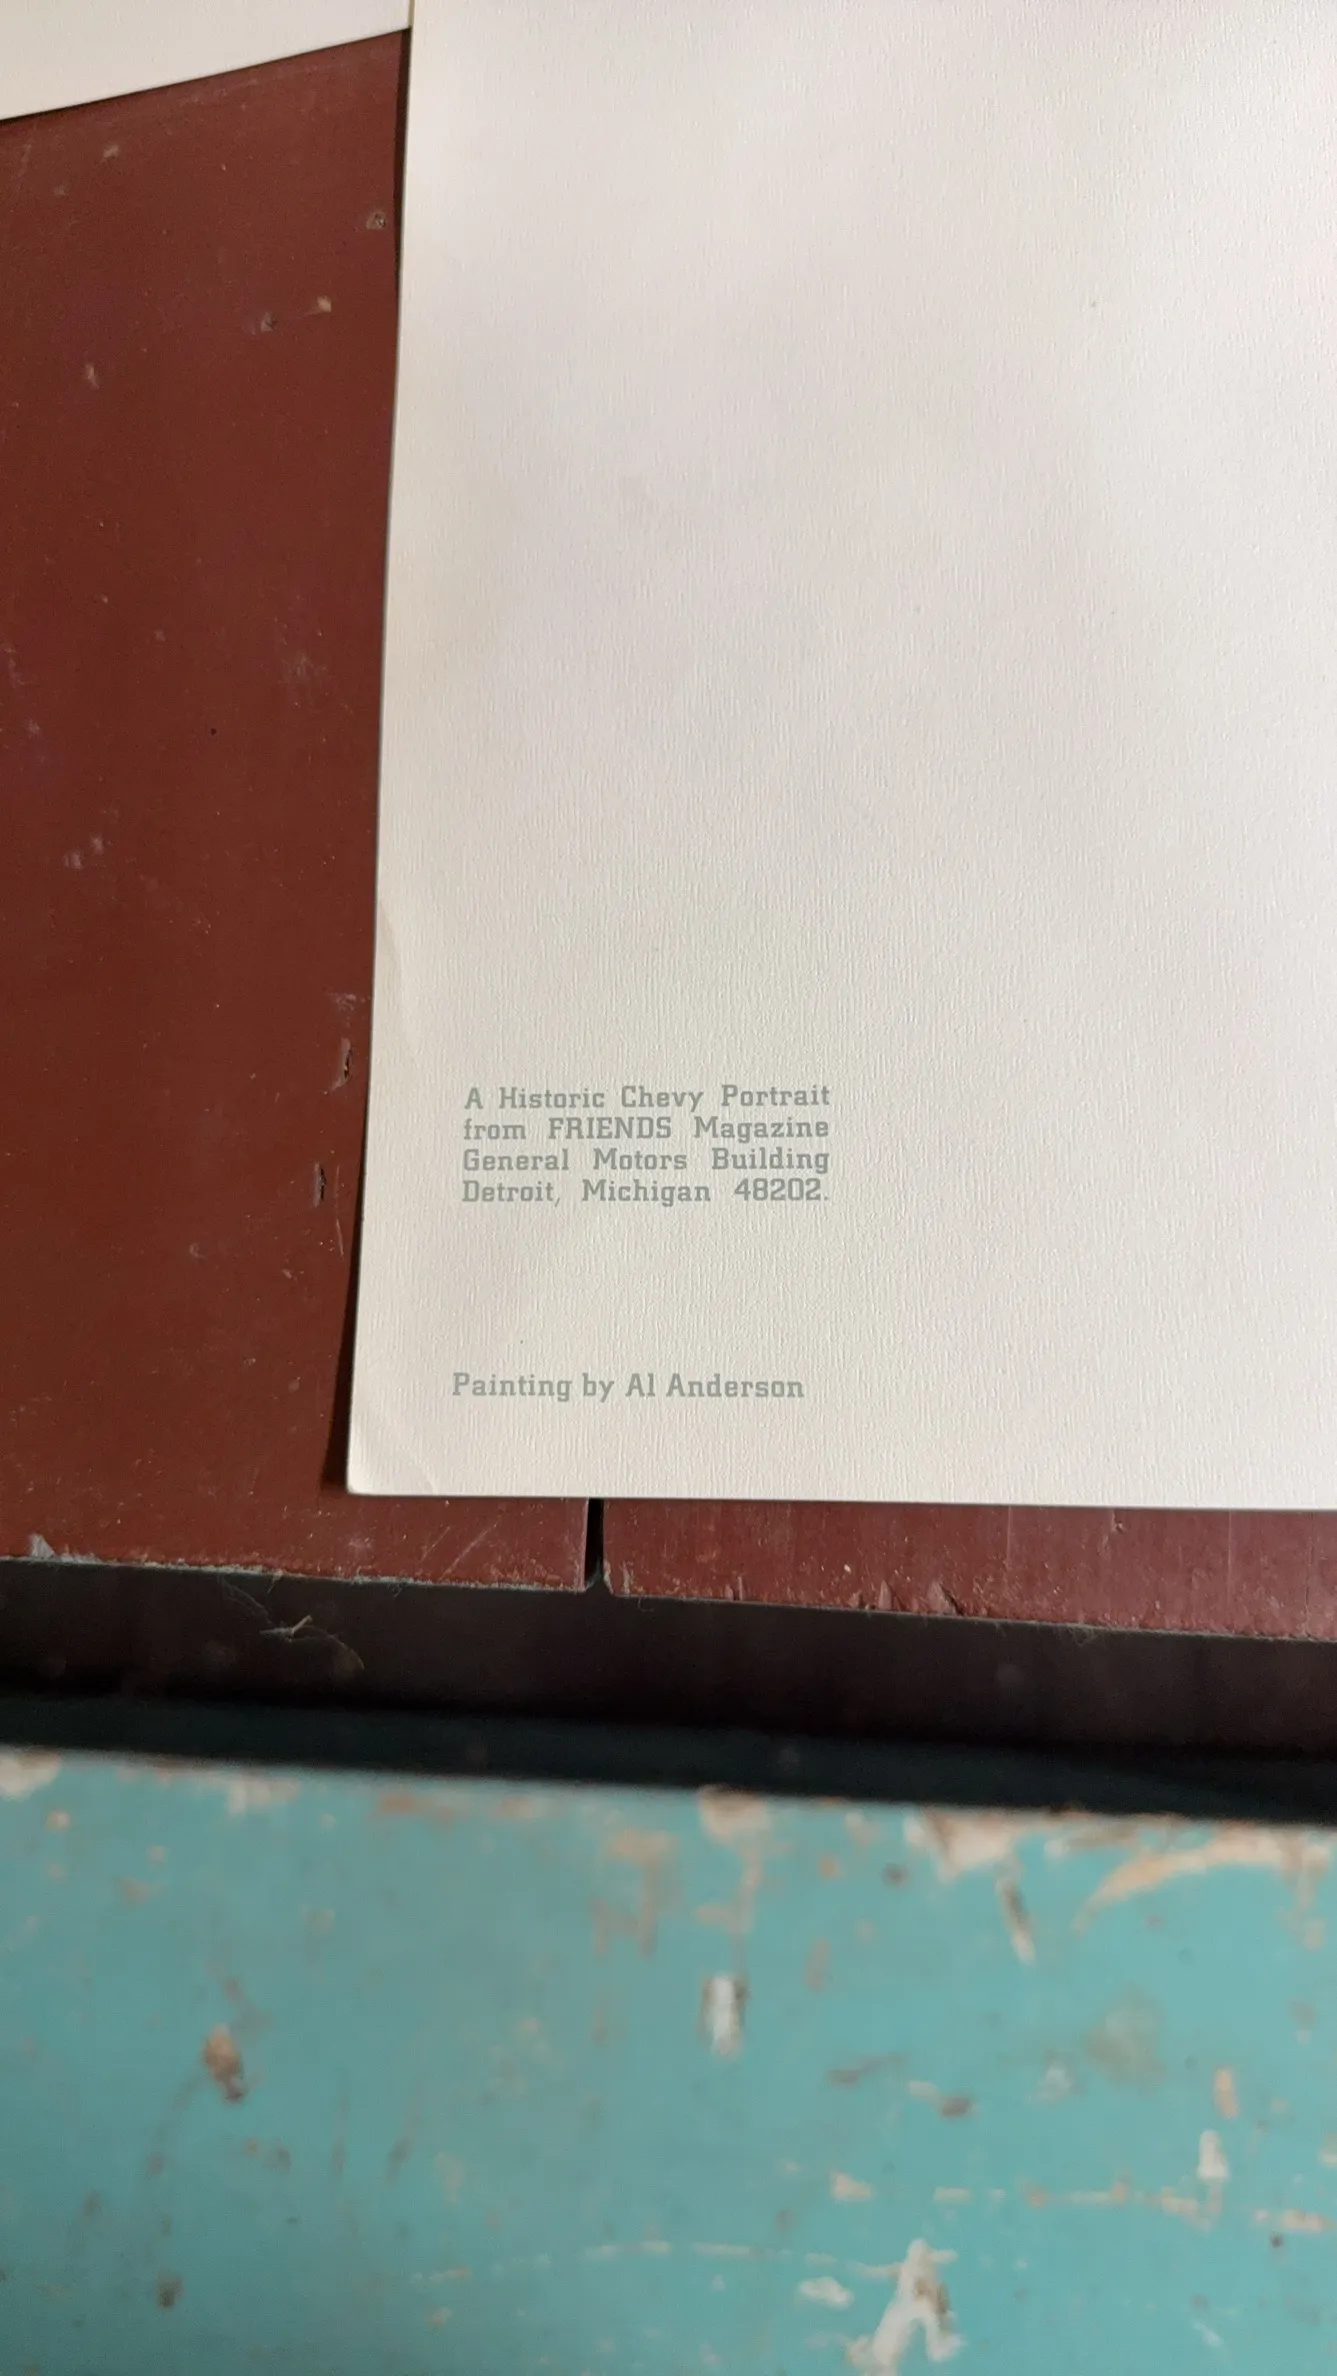 A Historic Chevy Portrait
from FRIENDS Magazine
General Motors Building
Detroit, Michigan 48202.
Painting by Al Anderson